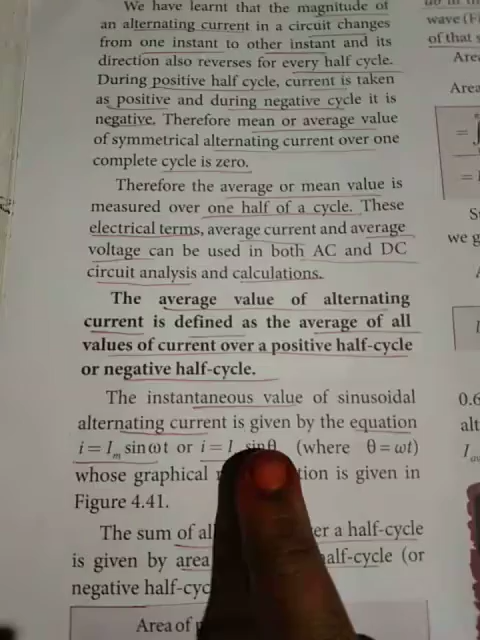 We have learnt that the magnitude of
an alternating current in a circuit changes
from one instant to other instant and its
direction also reverses for every half cycle.
During positive half cycle, current is taken
as positive and during negative cycle it is
negative. Therefore mean or average value
of symmetrical alternating current over one
complete cycle is zero.
Therefore the average or mean value is
measured over one half of a cycle. These
electrical terms, average current and average
voltage can be used in both AC and DC
circuit analysis and calculations.
The average value of alternating
current is defined as the average of all
values of current over a positive half-cycle
or negative half-cycle.
The instantaneous value of sinusoidal
alternating current is given by the equation
i = Iₘ sinωt or i = I sinθ (where θ = ωt)
whose graphical tion is given in
Figure 4.41.
The sum of al er a half-cycle
is given by area half-cycle (or
negative half-cyc
Area of
wave (F
of that s
Area
Area
we g
0.6
alt